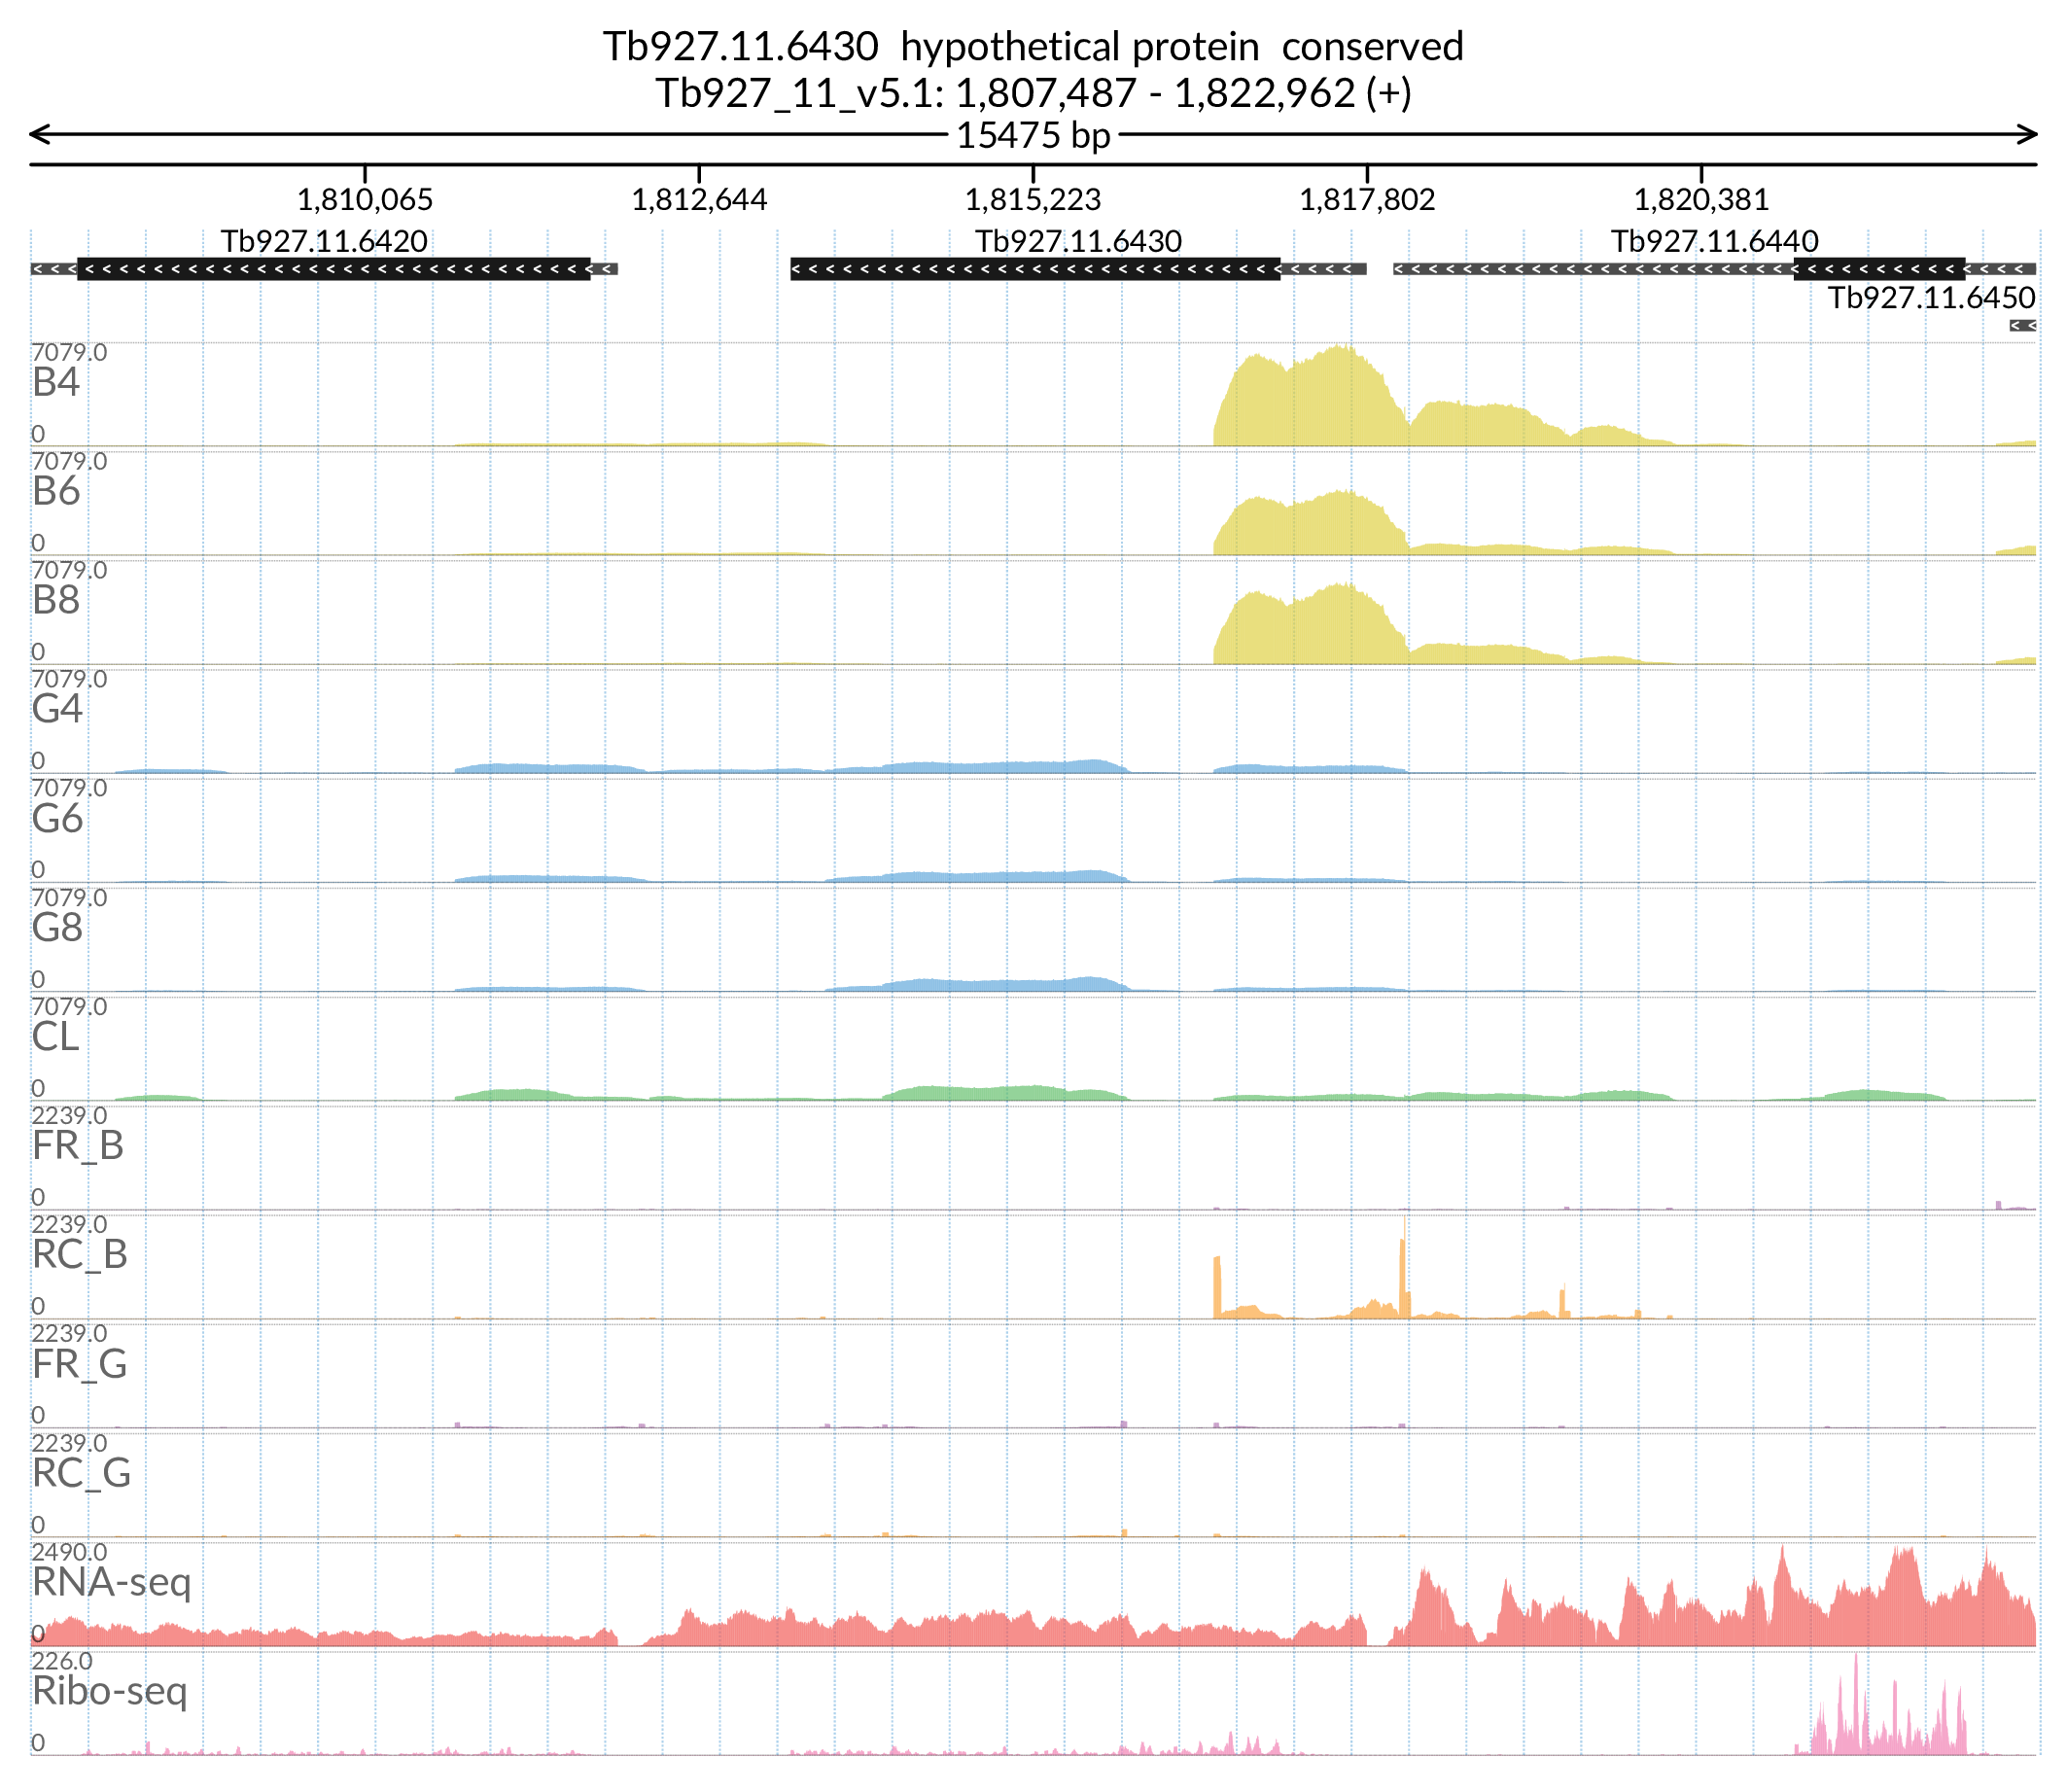 Tb927.11.6430 hypothetical protein conserved
Tb927_11_v5.1: 1,807,487 - 1,822,962 (+)
15475 bp
1,810,065 1,812,644 1,815,223 1,817,802 1,820,381
Tb927.11.6420 Tb927.11.6430 Tb927.11.6440
Tb927.11.6450
7079.0
B4
0
7079.0
B6
0
7079.0
B8
0
7079.0
G4
0
7079.0
G6
0
7079.0
G8
0
7079.0
CL
0
2239.0
FR_B
0
2239.0
RC_B
0
2239.0
FR_G
0
2239.0
RC_G
0
2490.0
RNA-seq
0
226.0
Ribo-seq
0